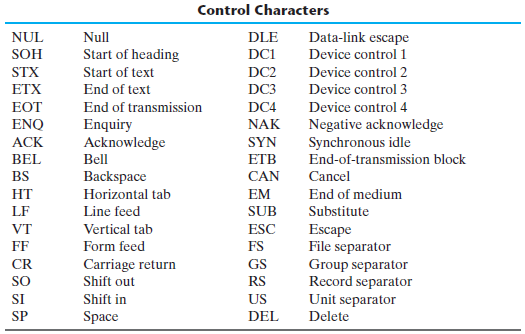 Control Characters
NUL Null DLE Data-link escape
SOH Start of heading DC1 Device control 1
STX Start of text DC2 Device control 2
ETX End of text DC3 Device control 3
EOT End of transmission DC4 Device control 4
ENQ Enquiry NAK Negative acknowledge
ACK Acknowledge SYN Synchronous idle
BEL Bell ETB End-of-transmission block
BS Backspace CAN Cancel
HT Horizontal tab EM End of medium
LF Line feed SUB Substitute
VT Vertical tab ESC Escape
FF Form feed FS File separator
CR Carriage return GS Group separator
SO Shift out RS Record separator
SI Shift in US Unit separator
SP Space DEL Delete